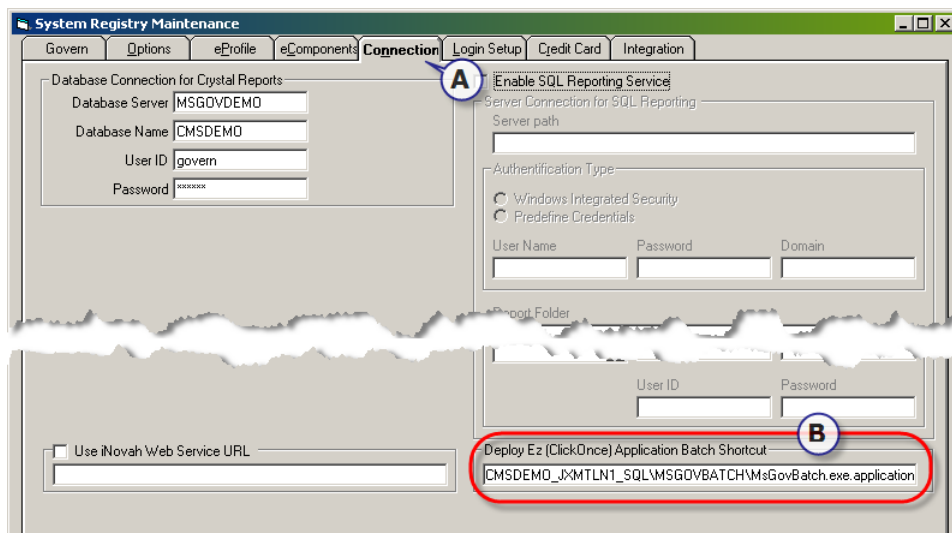 System Registry Maintenance
Govern Options eProfile eComponents Connection Login Setup Credit Card Integration
A
Database Connection for Crystal Reports
Database Server MSGOVDEMO
Database Name CMSDEMO
User ID govern
Password ******
Enable SQL Reporting Service
Server Connection for SQL Reporting
Server path
Authentification Type
Windows Integrated Security
Predefine Credentials
User Name Password Domain
Report Folder
User ID Password
B
Use iNovah Web Service URL
Deploy Ez (ClickOnce) Application Batch Shortcut
CMSDEMO_JXMTLN1_SQL\MSGOVBATCH\MsGovBatch.exe.application